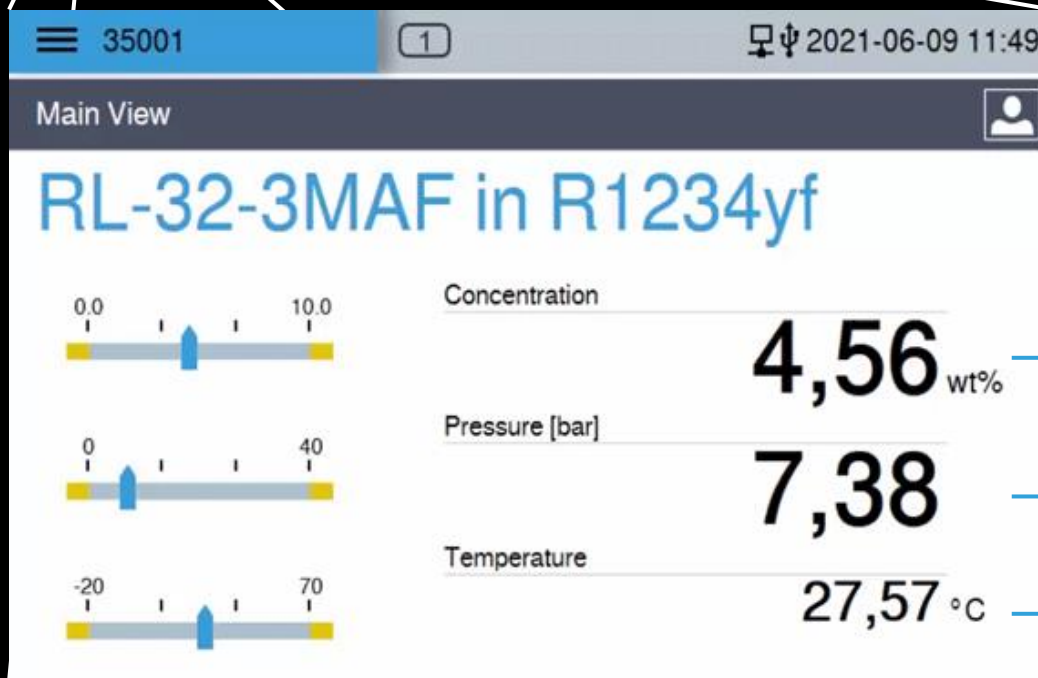 35001
1
2021-06-09 11:49
Main View
RL-32-3MAF in R1234yf
0.0 10.0
Concentration
4,56 wt%
0 40
Pressure [bar]
7,38
-20 70
Temperature
27,57 °C